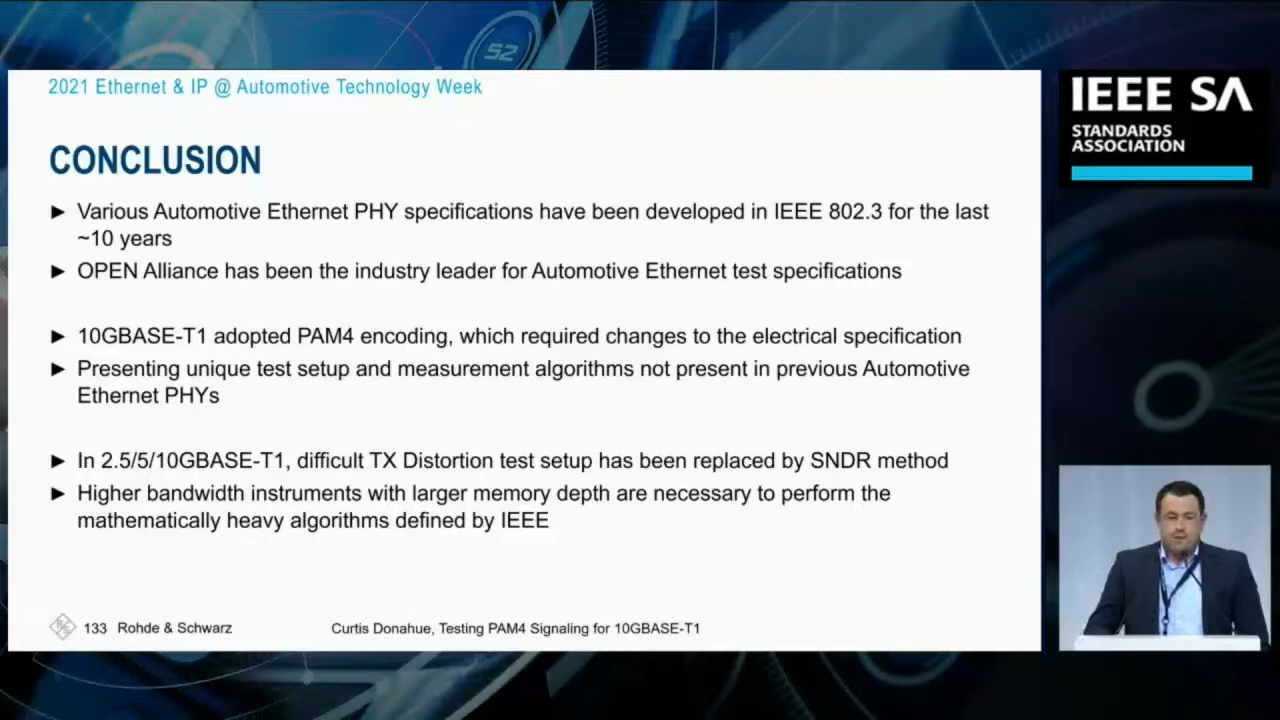 52
2021 Ethernet & IP @ Automotive Technology Week
CONCLUSION
► Various Automotive Ethernet PHY specifications have been developed in IEEE 802.3 for the last
~10 years
► OPEN Alliance has been the industry leader for Automotive Ethernet test specifications
► 10GBASE-T1 adopted PAM4 encoding, which required changes to the electrical specification
► Presenting unique test setup and measurement algorithms not present in previous Automotive
Ethernet PHYs
► In 2.5/5/10GBASE-T1, difficult TX Distortion test setup has been replaced by SNDR method
► Higher bandwidth instruments with larger memory depth are necessary to perform the
mathematically heavy algorithms defined by IEEE
133 Rohde & Schwarz
Curtis Donahue, Testing PAM4 Signaling for 10GBASE-T1
IEEE SA
STANDARDS
ASSOCIATION